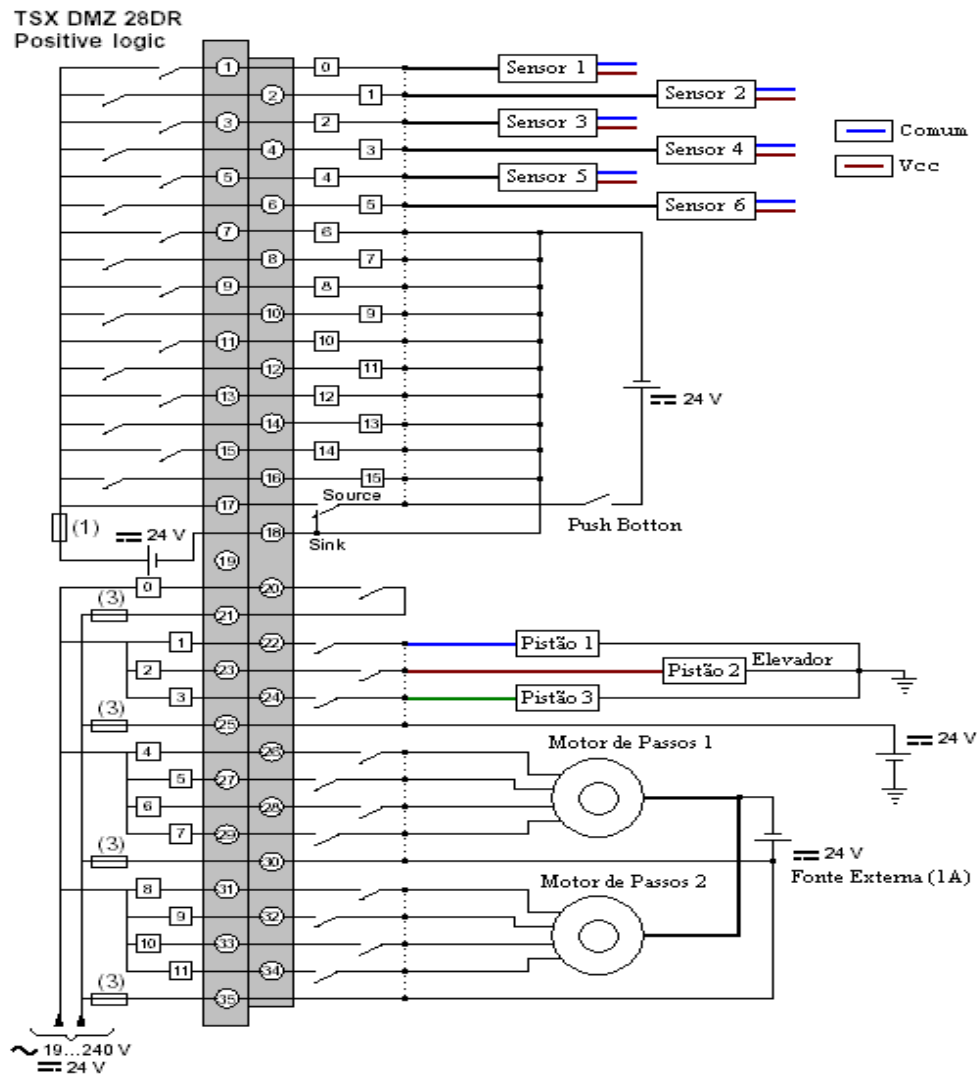 TSX DMZ 28DR
Positive logic
1 0 Sensor 1
2 1 Sensor 2
3 2 Sensor 3
Comum
4 3 Sensor 4
Vcc
5 4 Sensor 5
6 5 Sensor 6
7 6
8 7
9 8
10 9
11 10
12 11
13 12
24 V
14 13
15 14
16 15
Source
17
Push Botton
(1) 24 V 18
Sink
19
0 20
(3) 21
1 22 Pistão 1
2 23 Pistão 2 Elevador
3 24 Pistão 3
(3) 25
24 V
Motor de Passos 1
4 26
5 27
6 28
7 29
(3) 30
24 V
Fonte Externa (1A)
Motor de Passos 2
8 31
9 32
10 33
11 34
(3) 35
19...240 V
24 V